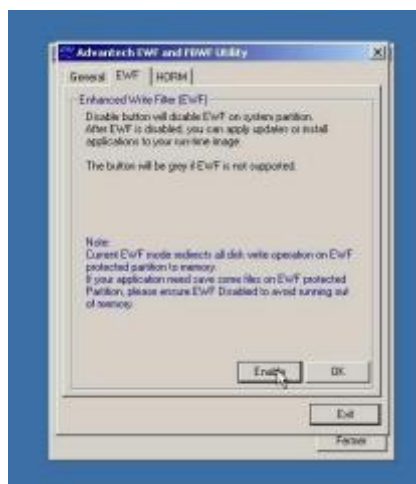 Advantech EWF and FBWF Utility
General EWF HORM
Enhanced Write Filter (EWF)
Disable button will disable EWF on system partition.
After EWF is disabled, you can apply updates or install
applications to your run-time image.
The button will be grey if EWF is not supported.
Note:
Current EWF mode redirects all disk write operation on EWF
protected partition to memory.
If your application need save some files on EWF protected
Partition, please ensure EWF Disabled to avoid running out
of memory.
Enable OK
Exit
Fermer